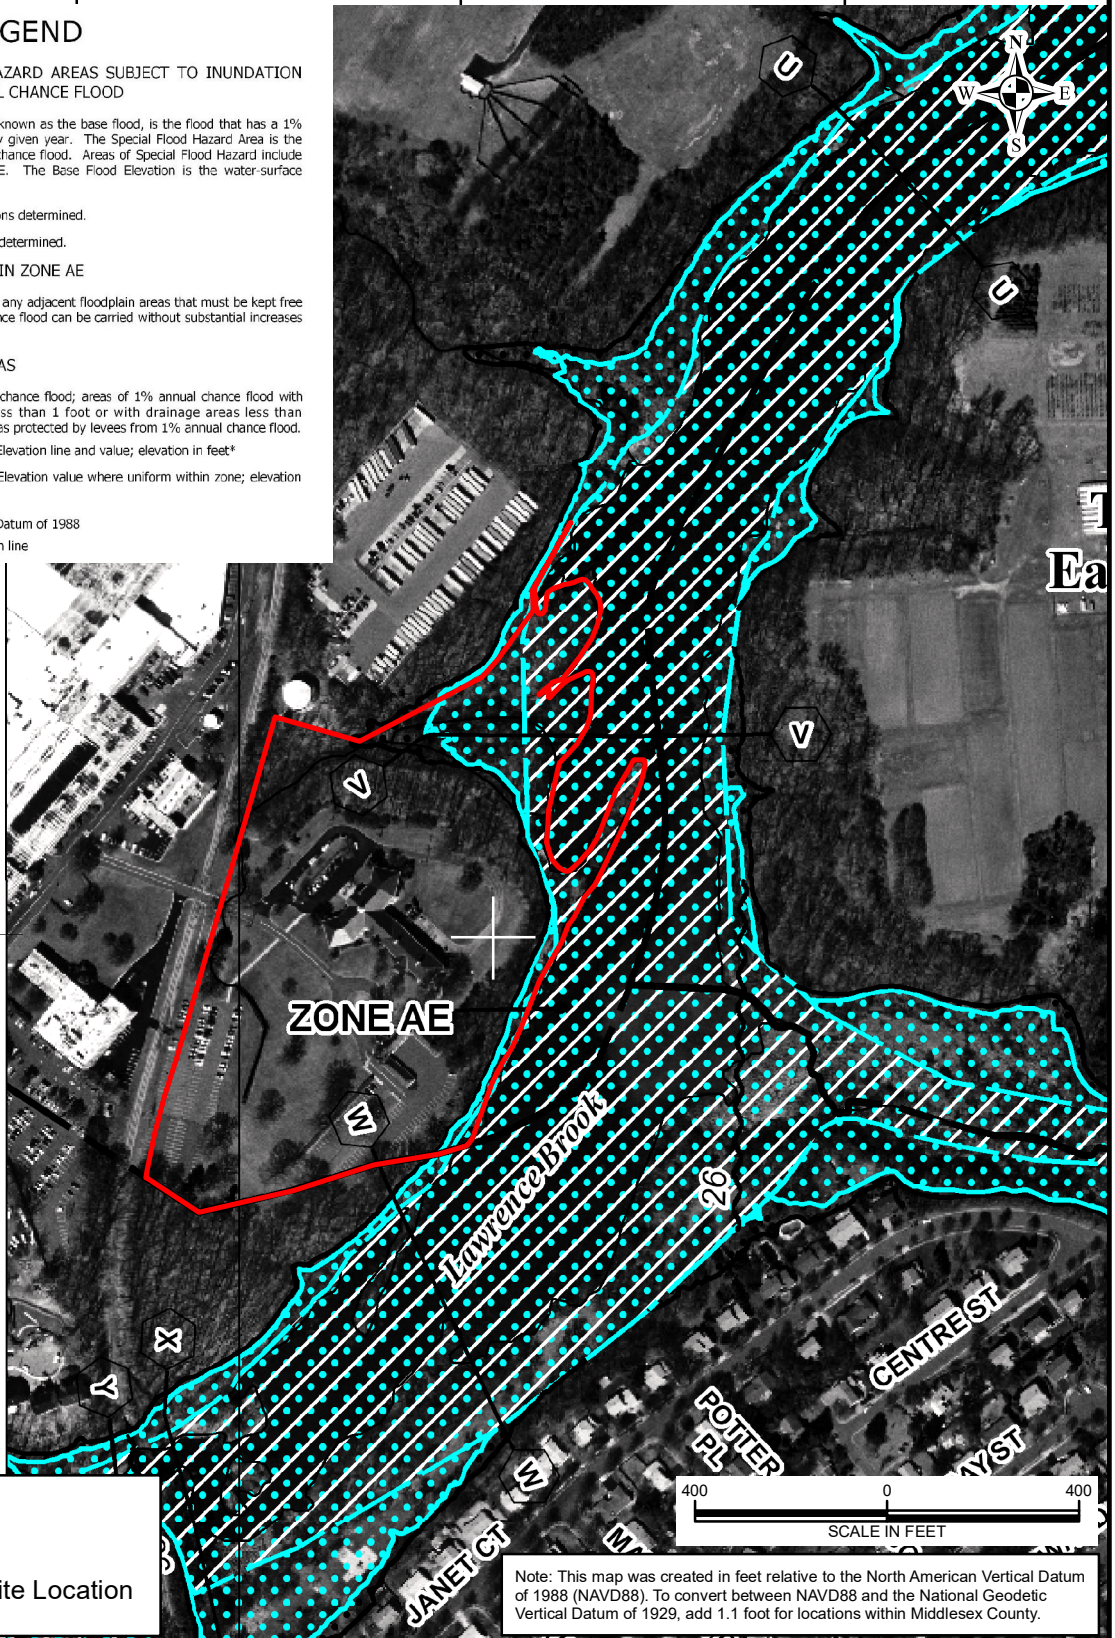 GEND
AZARD AREAS SUBJECT TO INUNDATION
L CHANCE FLOOD
known as the base flood, is the flood that has a 1%
y given year. The Special Flood Hazard Area is the
chance flood. Areas of Special Flood Hazard include
E. The Base Flood Elevation is the water-surface
ons determined.
determined.
IN ZONE AE
any adjacent floodplain areas that must be kept free
nce flood can be carried without substantial increases
AS
chance flood; areas of 1% annual chance flood with
ss than 1 foot or with drainage areas less than
as protected by levees from 1% annual chance flood.
Elevation line and value; elevation in feet*
Elevation value where uniform within zone; elevation
Datum of 1988
n line
N
W E
S
U
U
T
Ea
V
V
ZONE AE
W
Lawrence Brook
26
X
Y
CENTRE ST
POTTER
PL
AY ST
W
JANET CT
MA
400 0 400
SCALE IN FEET
ite Location
Note: This map was created in feet relative to the North American Vertical Datum
of 1988 (NAVD88). To convert between NAVD88 and the National Geodetic
Vertical Datum of 1929, add 1.1 foot for locations within Middlesex County.